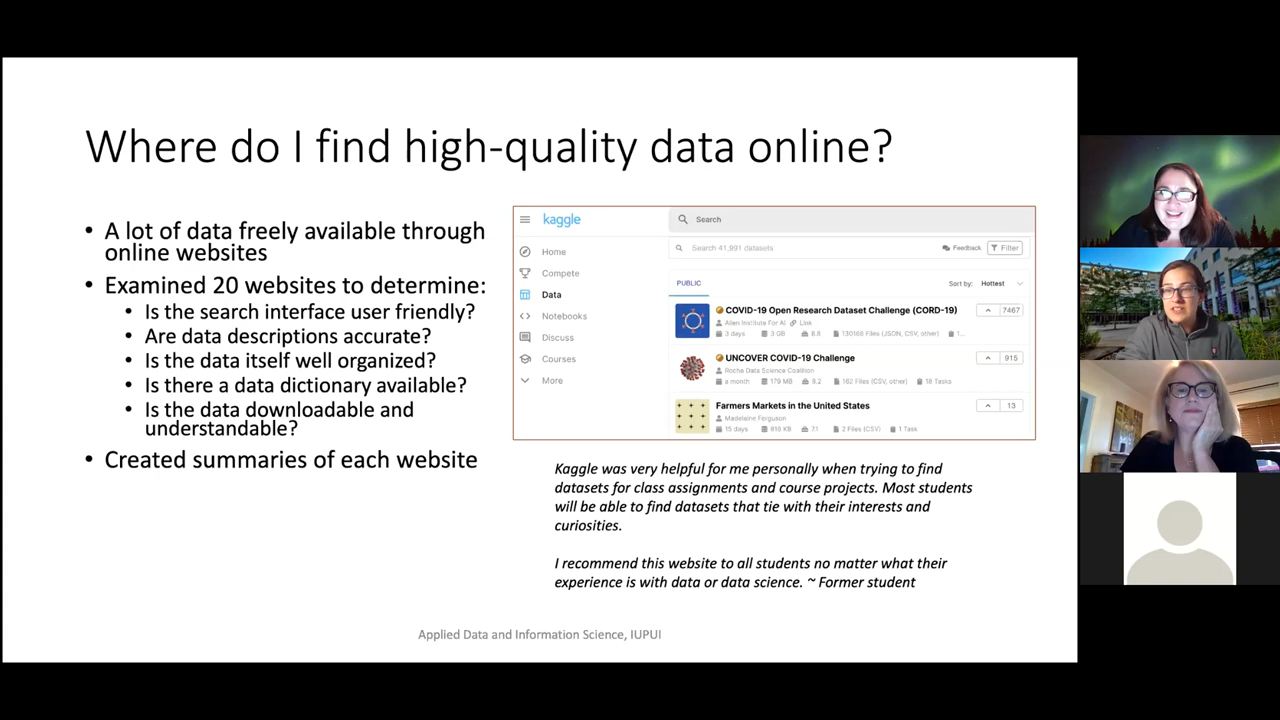 Where do I find high-quality data online?
• A lot of data freely available through
online websites
• Examined 20 websites to determine:
• Is the search interface user friendly?
• Are data descriptions accurate?
• Is the data itself well organized?
• Is there a data dictionary available?
• Is the data downloadable and
understandable?
• Created summaries of each website
kaggle
Search
Home
Compete
Data
Notebooks
Discuss
Courses
More
Search 41,991 datasets
Feedback
Filter
PUBLIC
Sort by: Hottest
COVID-19 Open Research Dataset Challenge (CORD-19)
Allen Institute For AI Link
3 days 3 GB 8.8 130166 Files (JSON, CSV, other) 1...
7467
UNCOVER COVID-19 Challenge
Roche Data Science Coalition
a month 179 MB 9.2 162 Files (CSV, other) 18 Tasks
915
Farmers Markets in the United States
Madeleine Ferguson
15 days 916 KB 7.1 2 Files (CSV) 1 Task
13
Kaggle was very helpful for me personally when trying to find
datasets for class assignments and course projects. Most students
will be able to find datasets that tie with their interests and
curiosities.
I recommend this website to all students no matter what their
experience is with data or data science. ~ Former student
Applied Data and Information Science, IUPUI